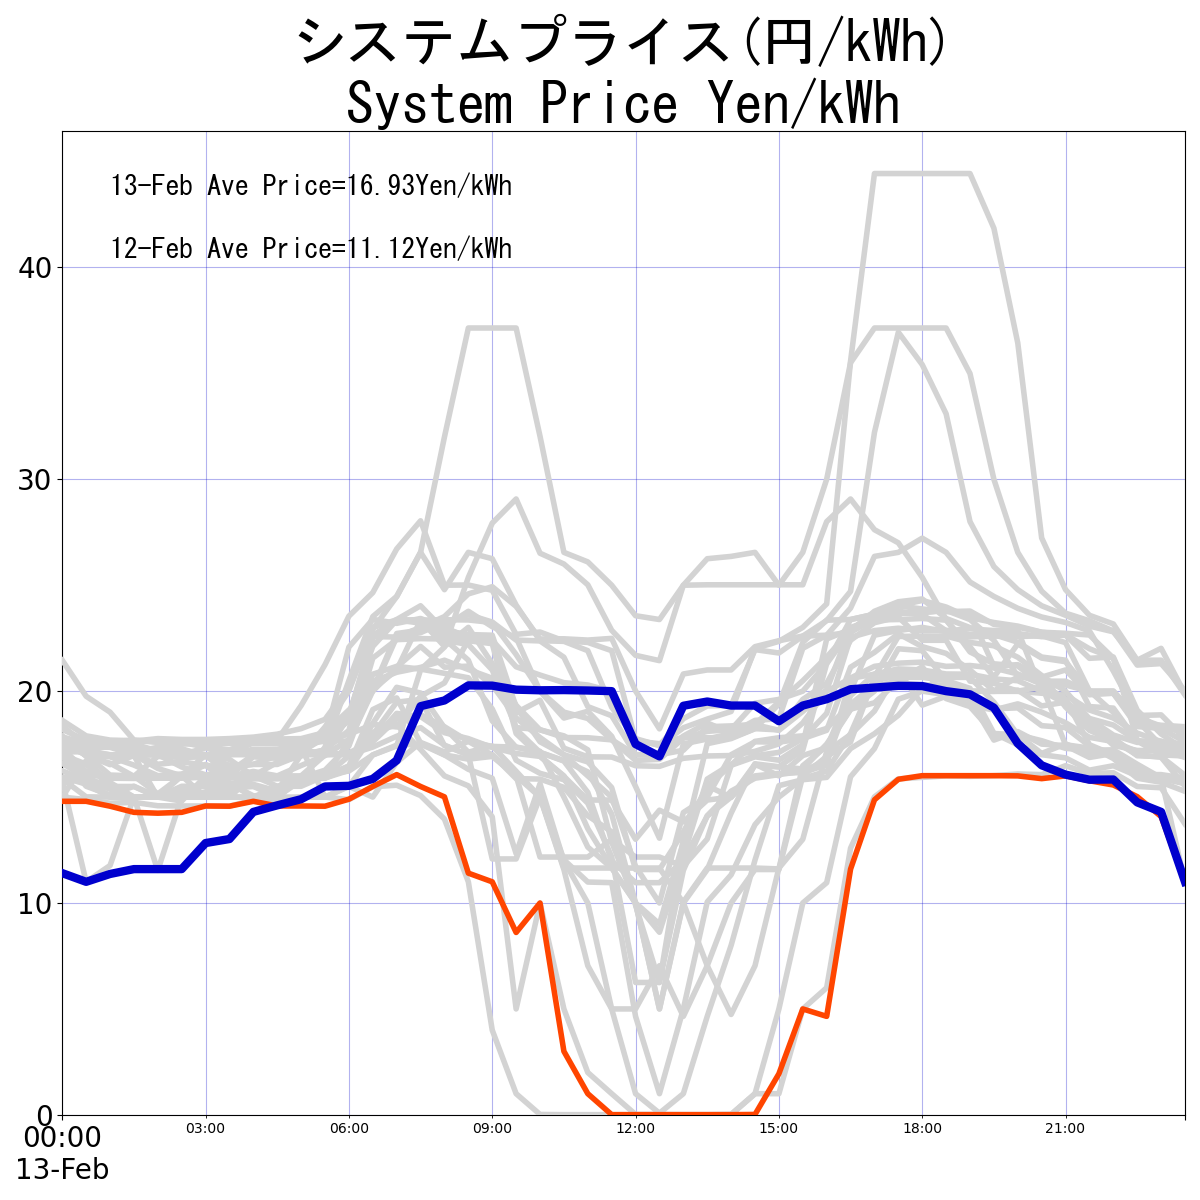 システムプライス(円/kWh)
System Price Yen/kWh
13-Feb Ave Price=16.93Yen/kWh
12-Feb Ave Price=11.12Yen/kWh
40
30
20
10
0
00:00 03:00 06:00 09:00 12:00 15:00 18:00 21:00
13-Feb